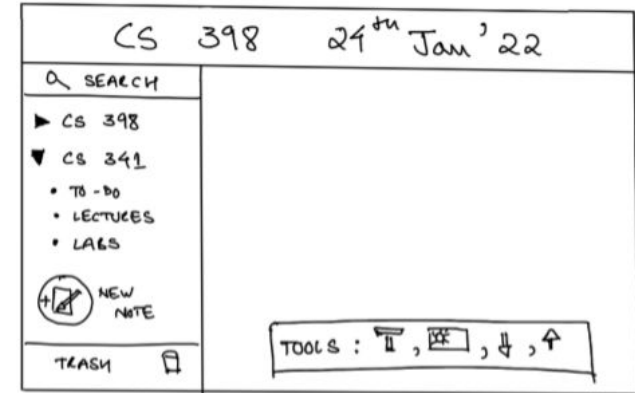 CS 398 24th Jan '22
SEARCH
CS 398
CS 341
TO-DO
LECTURES
LABS
NEW
NOTE
TRASH
TOOLS : T , , ,